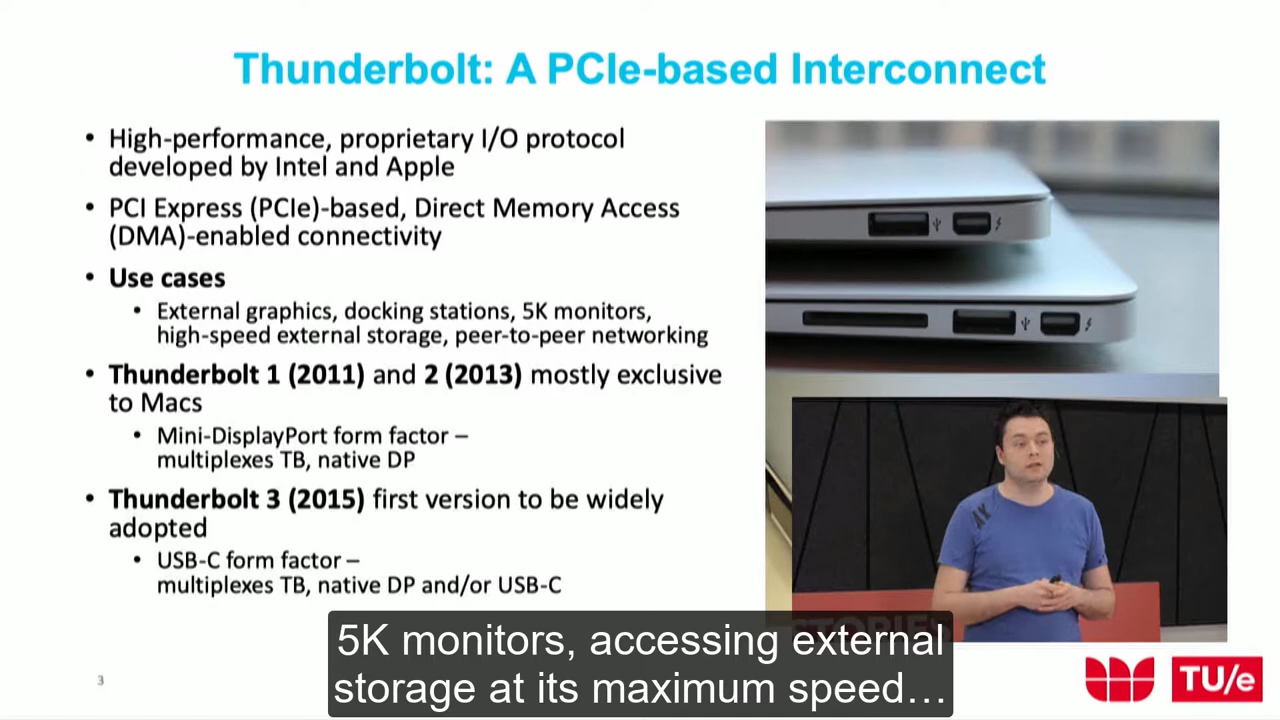 Thunderbolt: A PCIe-based Interconnect
• High-performance, proprietary I/O protocol
developed by Intel and Apple
• PCI Express (PCIe)-based, Direct Memory Access
(DMA)-enabled connectivity
• Use cases
• External graphics, docking stations, 5K monitors,
high-speed external storage, peer-to-peer networking
• Thunderbolt 1 (2011) and 2 (2013) mostly exclusive
to Macs
• Mini-DisplayPort form factor –
multiplexes TB, native DP
• Thunderbolt 3 (2015) first version to be widely
adopted
• USB-C form factor –
multiplexes TB, native DP and/or USB-C
STORIES
5K monitors, accessing external
storage at its maximum speed…
3
TU/e